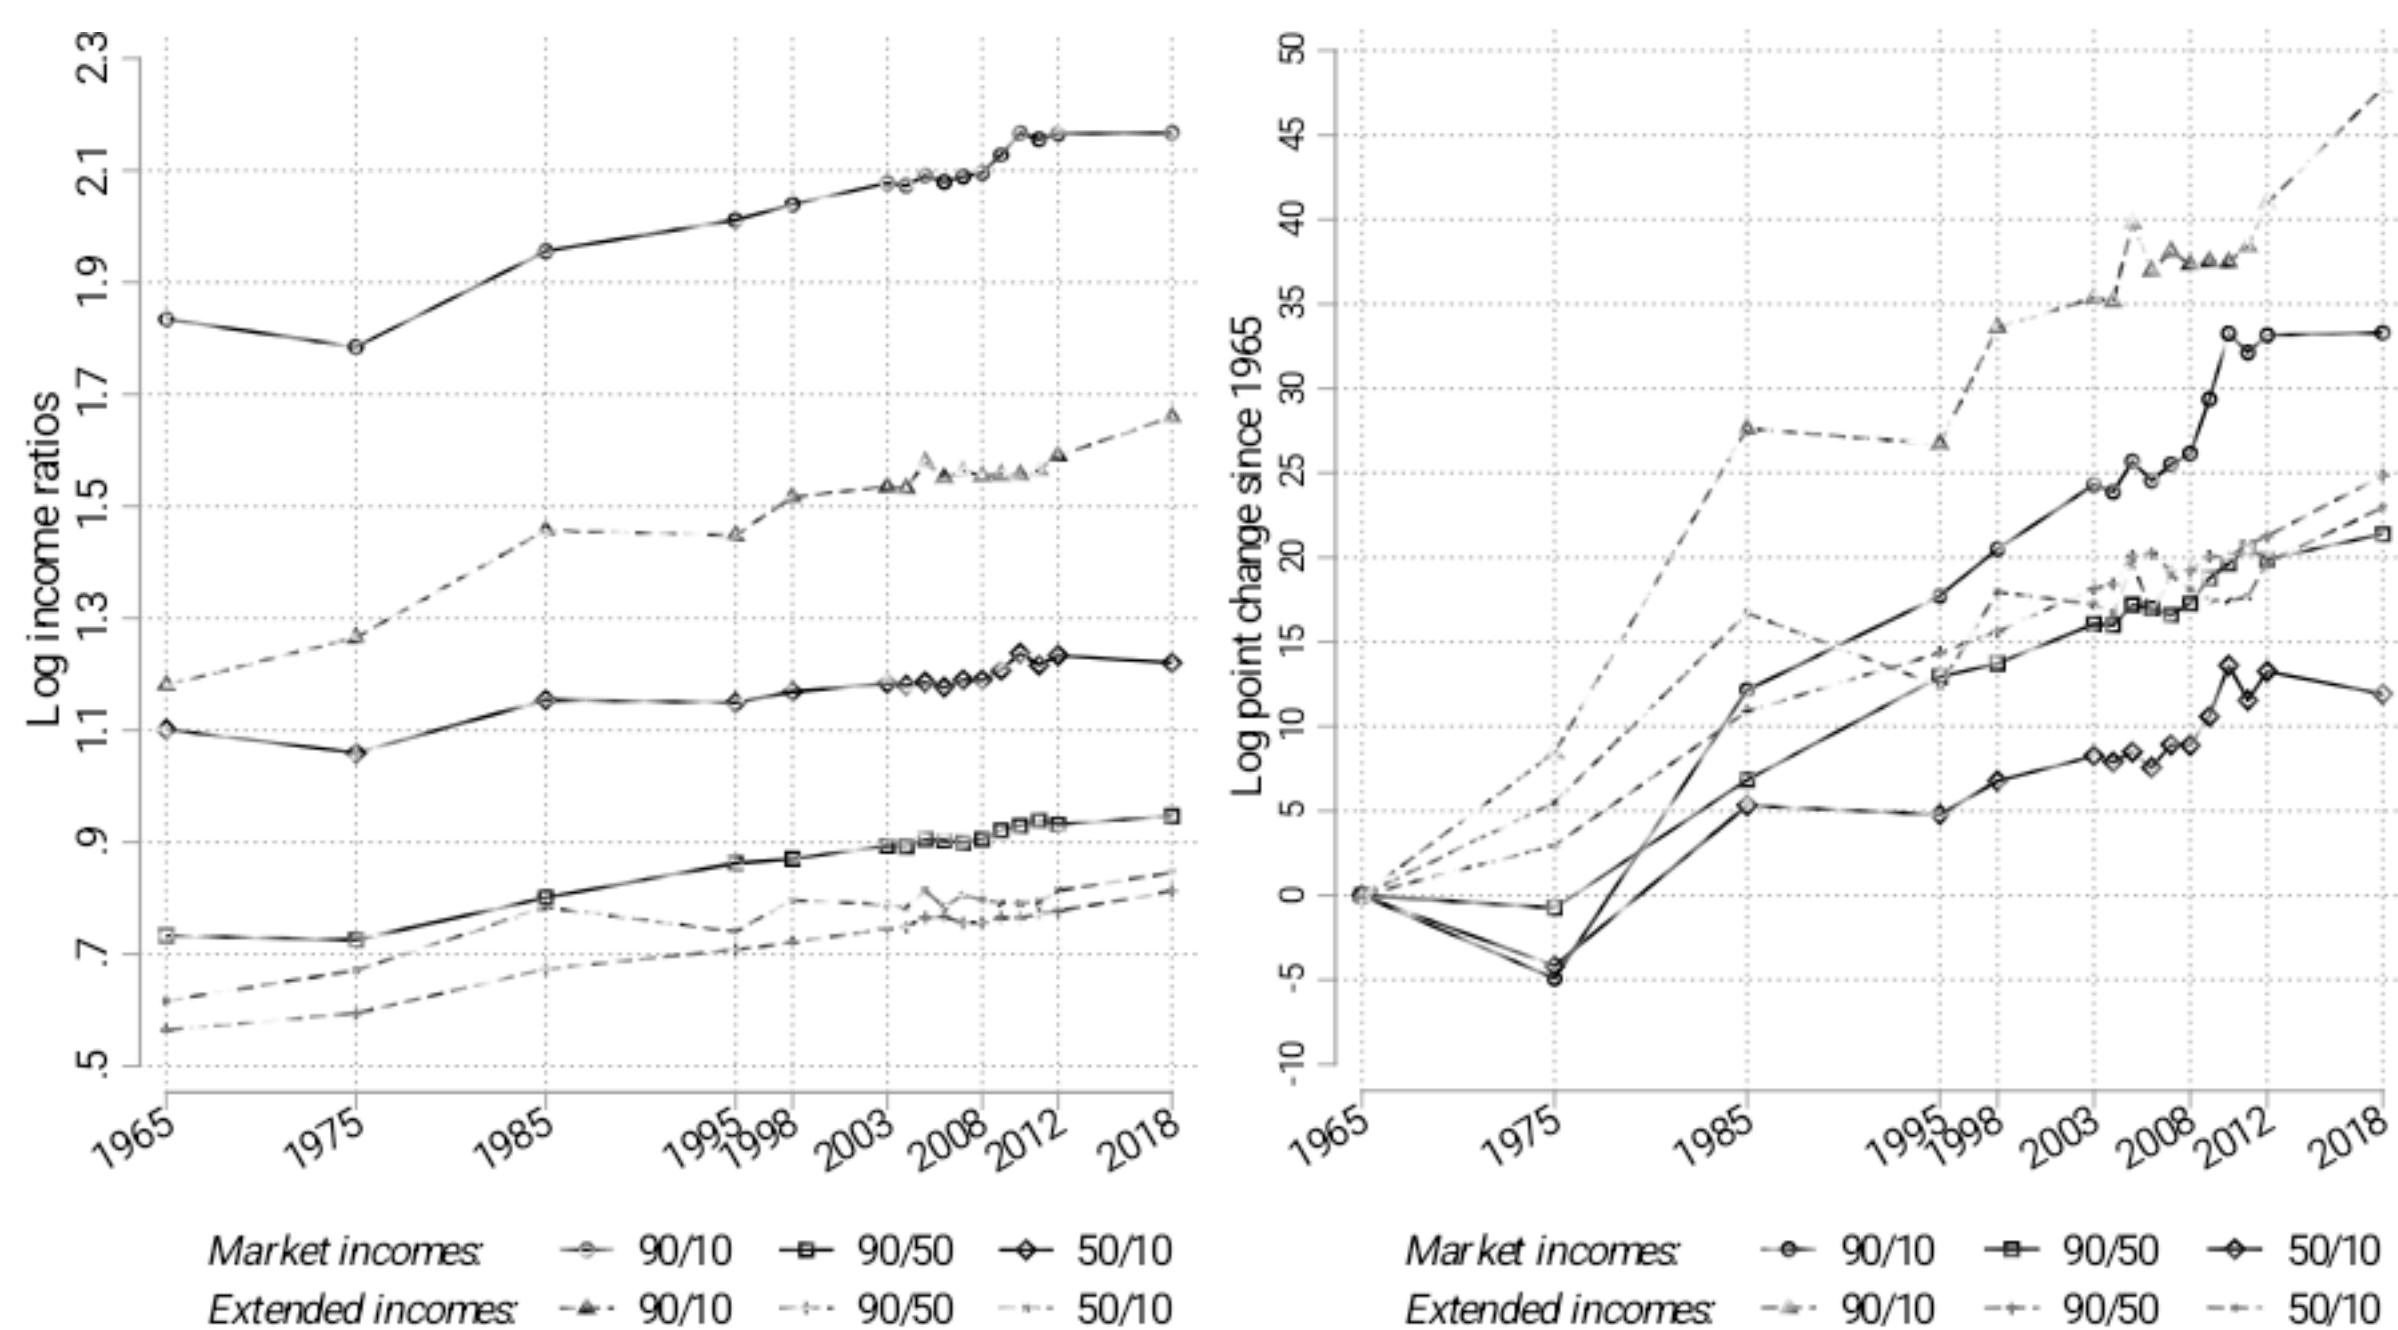 Log income ratios
2.3
2.1
1.9
1.7
1.5
1.3
1.1
.9
.7
.5
1965 1975 1985 1995 1998 2003 2008 2012 2018
Market incomes: 90/10 90/50 50/10
Extended incomes: 90/10 90/50 50/10
Log point change since 1965
50
45
40
35
30
25
20
15
10
5
0
-5
-10
1965 1975 1985 1995 1998 2003 2008 2012 2018
Market incomes: 90/10 90/50 50/10
Extended incomes: 90/10 90/50 50/10